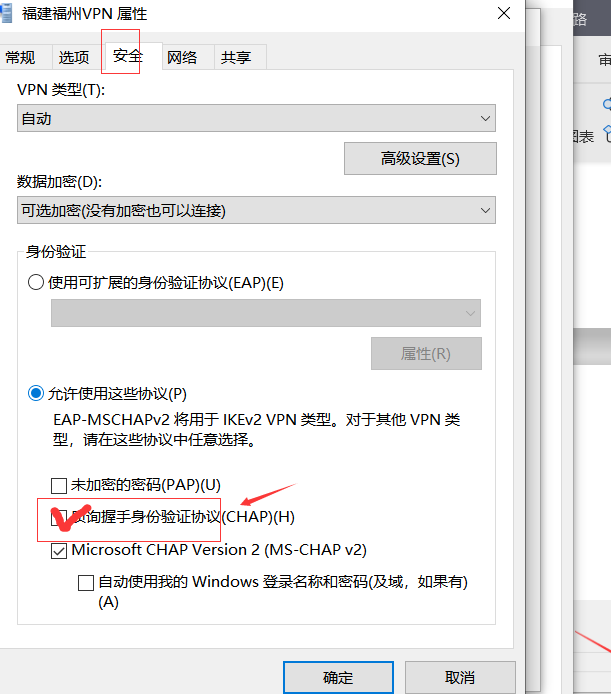 福建福州VPN 属性
路
常规 选项 安全 网络 共享
VPN 类型(T):
自动
图表
高级设置(S)
数据加密(D):
可选加密(没有加密也可以连接)
身份验证
使用可扩展的身份验证协议(EAP)(E)
属性(R)
允许使用这些协议(P)
EAP-MSCHAPv2 将用于 IKEv2 VPN 类型。对于其他 VPN 类
型，请在这些协议中任意选择。
未加密的密码(PAP)(U)
质询握手身份验证协议(CHAP)(H)
Microsoft CHAP Version 2 (MS-CHAP v2)
自动使用我的 Windows 登录名称和密码(及域，如果有)
(A)
确定 取消